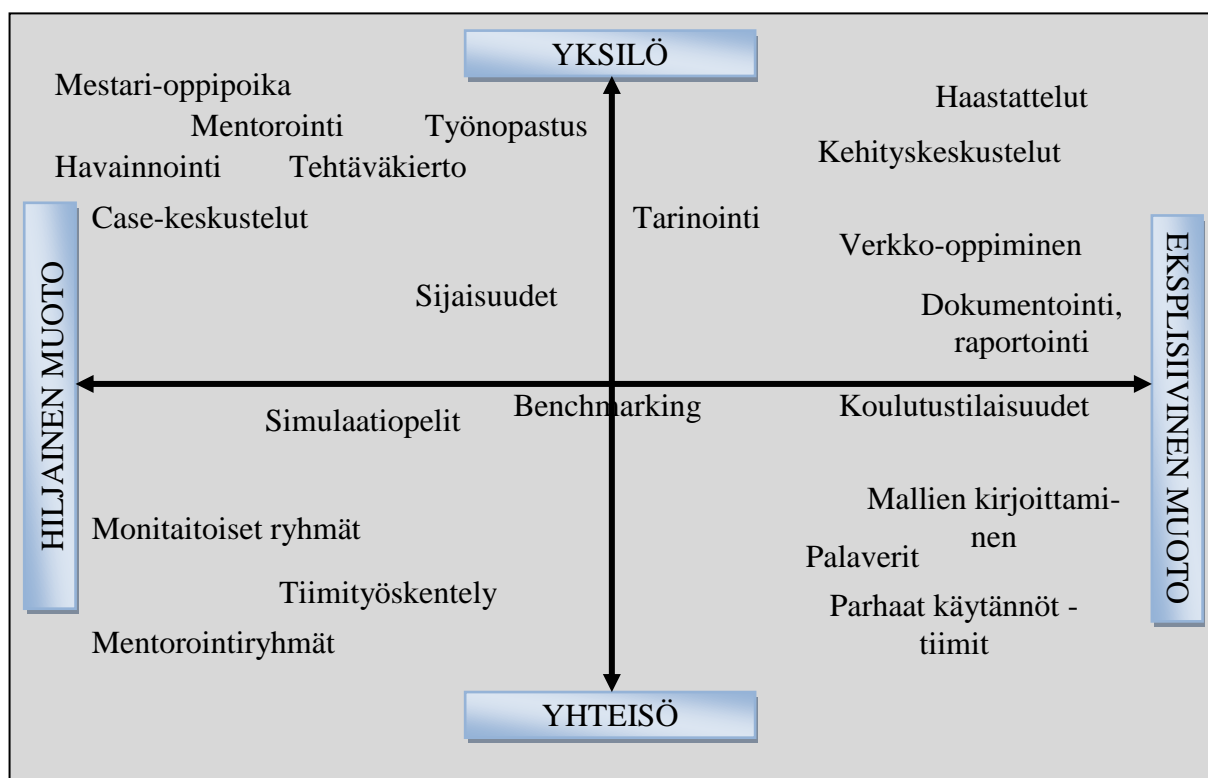 YKSILÖ
Mestari-oppipoika
Haastattelut
Mentorointi
Työnopastus
Kehityskeskustelut
Havainnointi
Tehtäväkierto
Case-keskustelut
Tarinointi
Verkko-oppiminen
Sijaisuudet
Dokumentointi,
raportointi
HILJAINEN MUOTO
EKSPLISIIVINEN MUOTO
Simulaatiopelit
Benchmarking
Koulutustilaisuudet
Mallien kirjoittami-
nen
Monitaitoiset ryhmät
Palaverit
Tiimityöskentely
Parhaat käytännöt -
tiimit
Mentorointiryhmät
YHTEISÖ